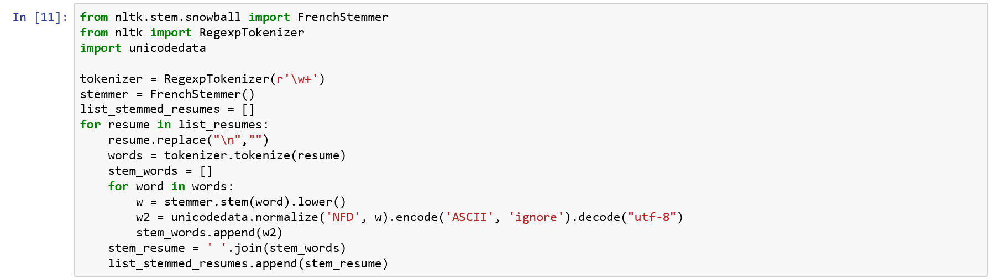 In [11]: from nltk.stem.snowball import FrenchStemmer
from nltk import RegexpTokenizer
import unicodedata

tokenizer = RegexpTokenizer(r'\w+')
stemmer = FrenchStemmer()
list_stemmed_resumes = []
for resume in list_resumes:
    resume.replace("\n","")
    words = tokenizer.tokenize(resume)
    stem_words = []
    for word in words:
        w = stemmer.stem(word).lower()
        w2 = unicodedata.normalize('NFD', w).encode('ASCII', 'ignore').decode("utf-8")
        stem_words.append(w2)
    stem_resume = ' '.join(stem_words)
    list_stemmed_resumes.append(stem_resume)